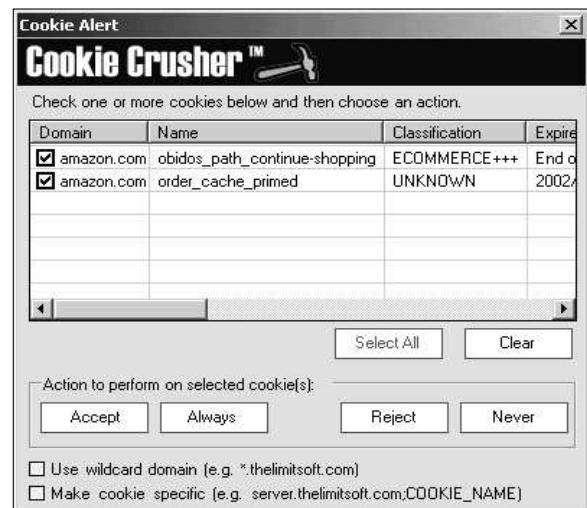 Cookie Alert
Cookie Crusher™
Check one or more cookies below and then choose an action.
Domain Name Classification Expire
amazon.com obidos_path_continue-shopping ECOMMERCE+++ End o
amazon.com order_cache_primed UNKNOWN 2002/
Select All Clear
Action to perform on selected cookie(s):
Accept Always Reject Never
Use wildcard domain (e.g. *.thelimitsoft.com)
Make cookie specific (e.g. server.thelimitsoft.com;COOKIE_NAME)